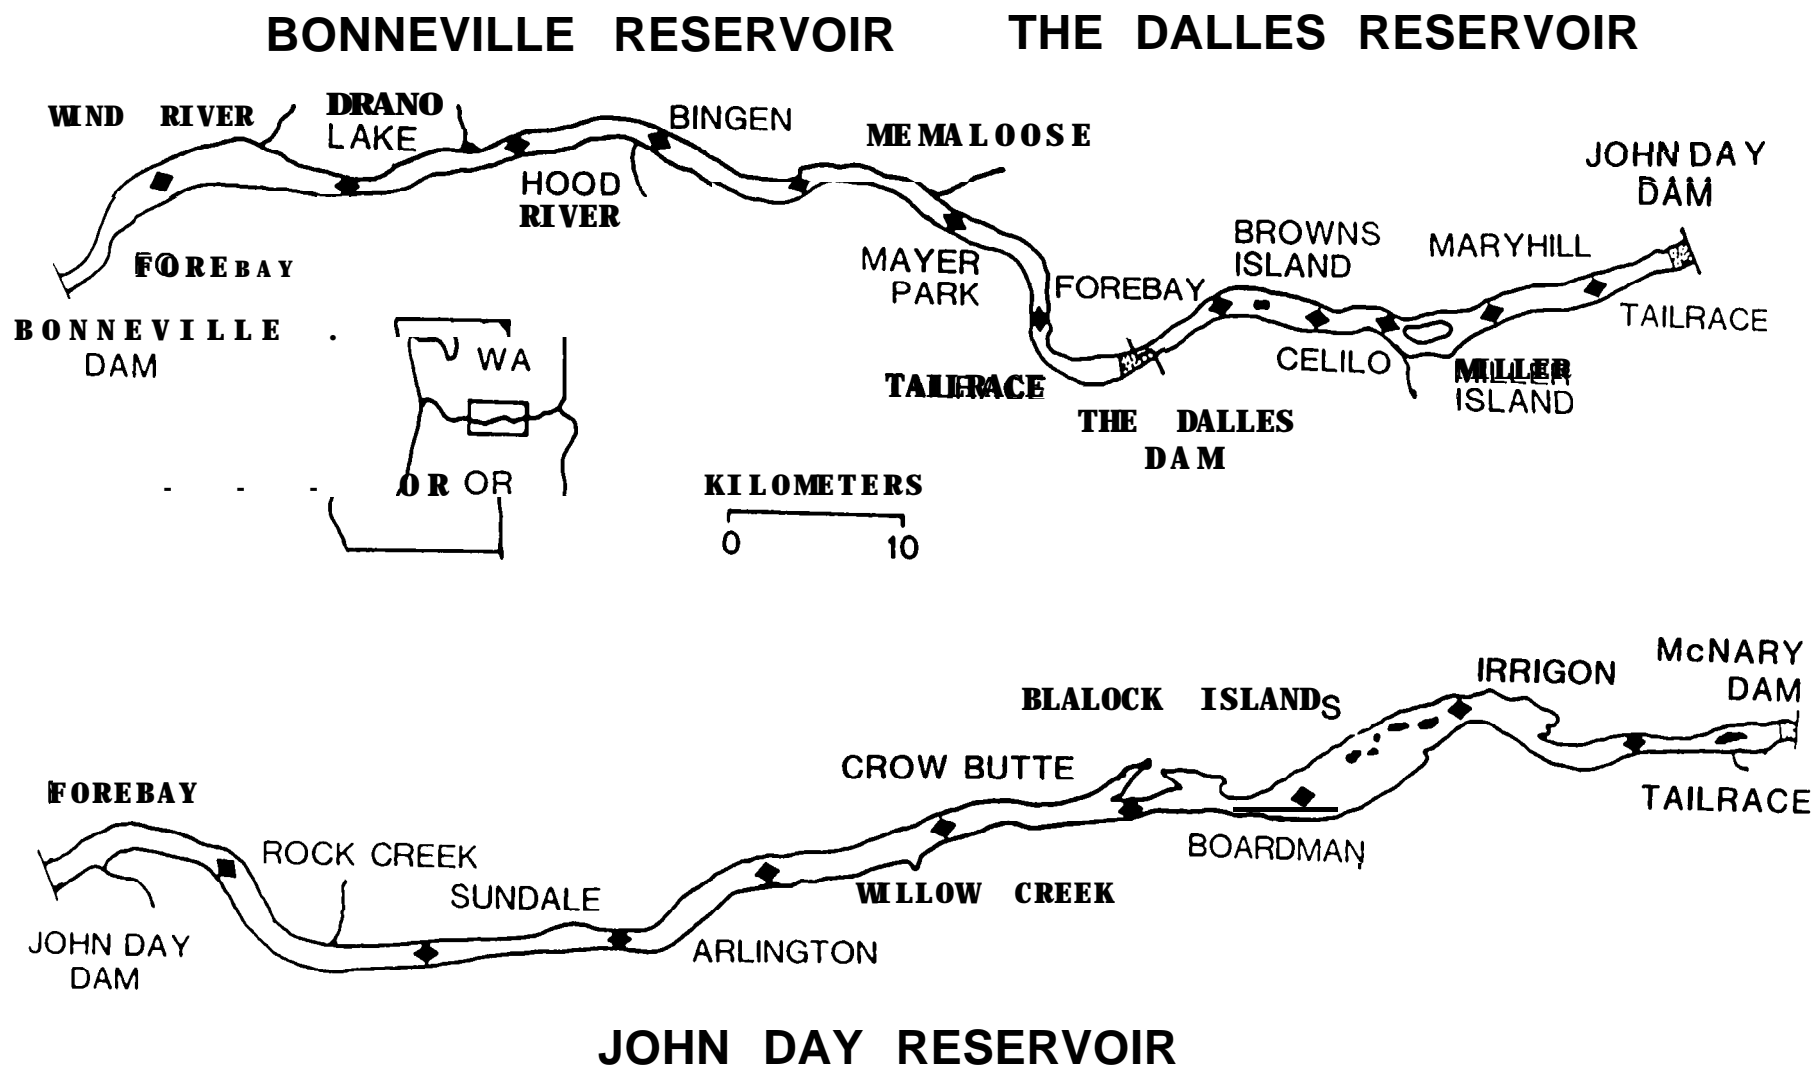 BONNEVILLE RESERVOIR
THE DALLES RESERVOIR
WIND RIVER
DRANO
LAKE
BINGEN
MEMALOOSE
JOHN DAY
DAM
HOOD
RIVER
FOREBAY
MAYER
PARK
FOREBAY
BROWNS
ISLAND
MARYHILL
TAILRACE
BONNEVILLE
DAM
WA
CELILO
MILLER
ISLAND
TAILRACE
THE DALLES
DAM
OR OR
KILOMETERS
0 10
McNARY
DAM
IRRIGON
BLALOCK ISLANDS
CROW BUTTE
FOREBAY
TAILRACE
BOARDMAN
ROCK CREEK
SUNDALE
WILLOW CREEK
JOHN DAY
DAM
ARLINGTON
JOHN DAY RESERVOIR